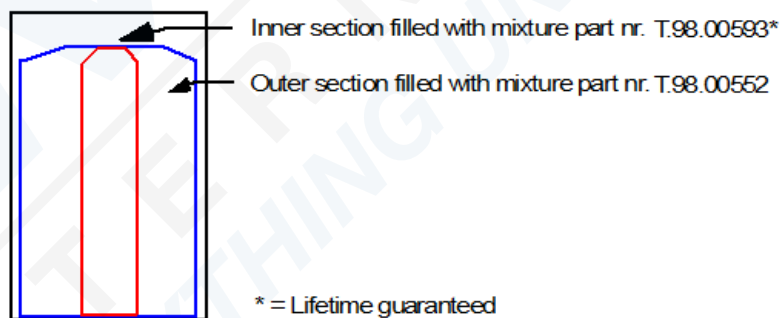 Inner section filled with mixture part nr. T.98.00593*
Outer section filled with mixture part nr. T.98.00552
* = Lifetime guaranteed